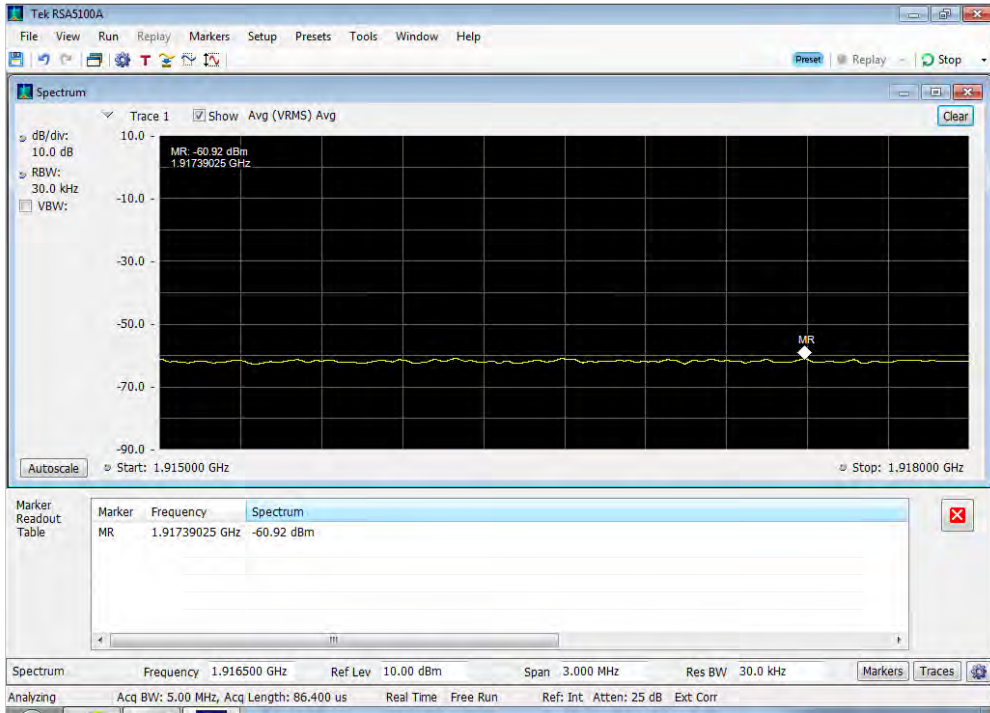 Tek RSA5100A
File View Run Replay Markers Setup Presets Tools Window Help
T Preset Replay Stop
Spectrum
Trace 1 Show Avg (VRMS) Avg Clear
dB/div:
10.0 dB
RBW:
30.0 kHz
VBW:
10.0 -
-10.0 -
-30.0 -
-50.0 -
-70.0 -
-90.0 -
MR: -60.92 dBm
1.91739025 GHz
MR
Autoscale Start: 1.915000 GHz Stop: 1.918000 GHz
Marker
Readout
Table
Marker Frequency Spectrum
MR 1.91739025 GHz -60.92 dBm
Spectrum Frequency 1.916500 GHz Ref Lev 10.00 dBm Span 3.000 MHz Res BW 30.0 kHz Markers Traces
Analyzing Acq BW: 5.00 MHz, Acq Length: 86.400 us Real Time Free Run Ref: Int Atten: 25 dB Ext Corr